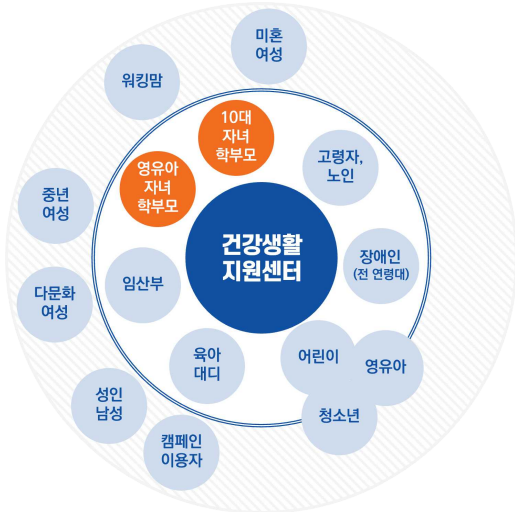 미혼
여성
워킹맘
10대
자녀
학부모
고령자,
노인
영유아
자녀
학부모
중년
여성
건강생활
지원센터
장애인
(전 연령대)
임산부
다문화
여성
육아
대디
어린이
영유아
성인
남성
청소년
캠페인
이용자